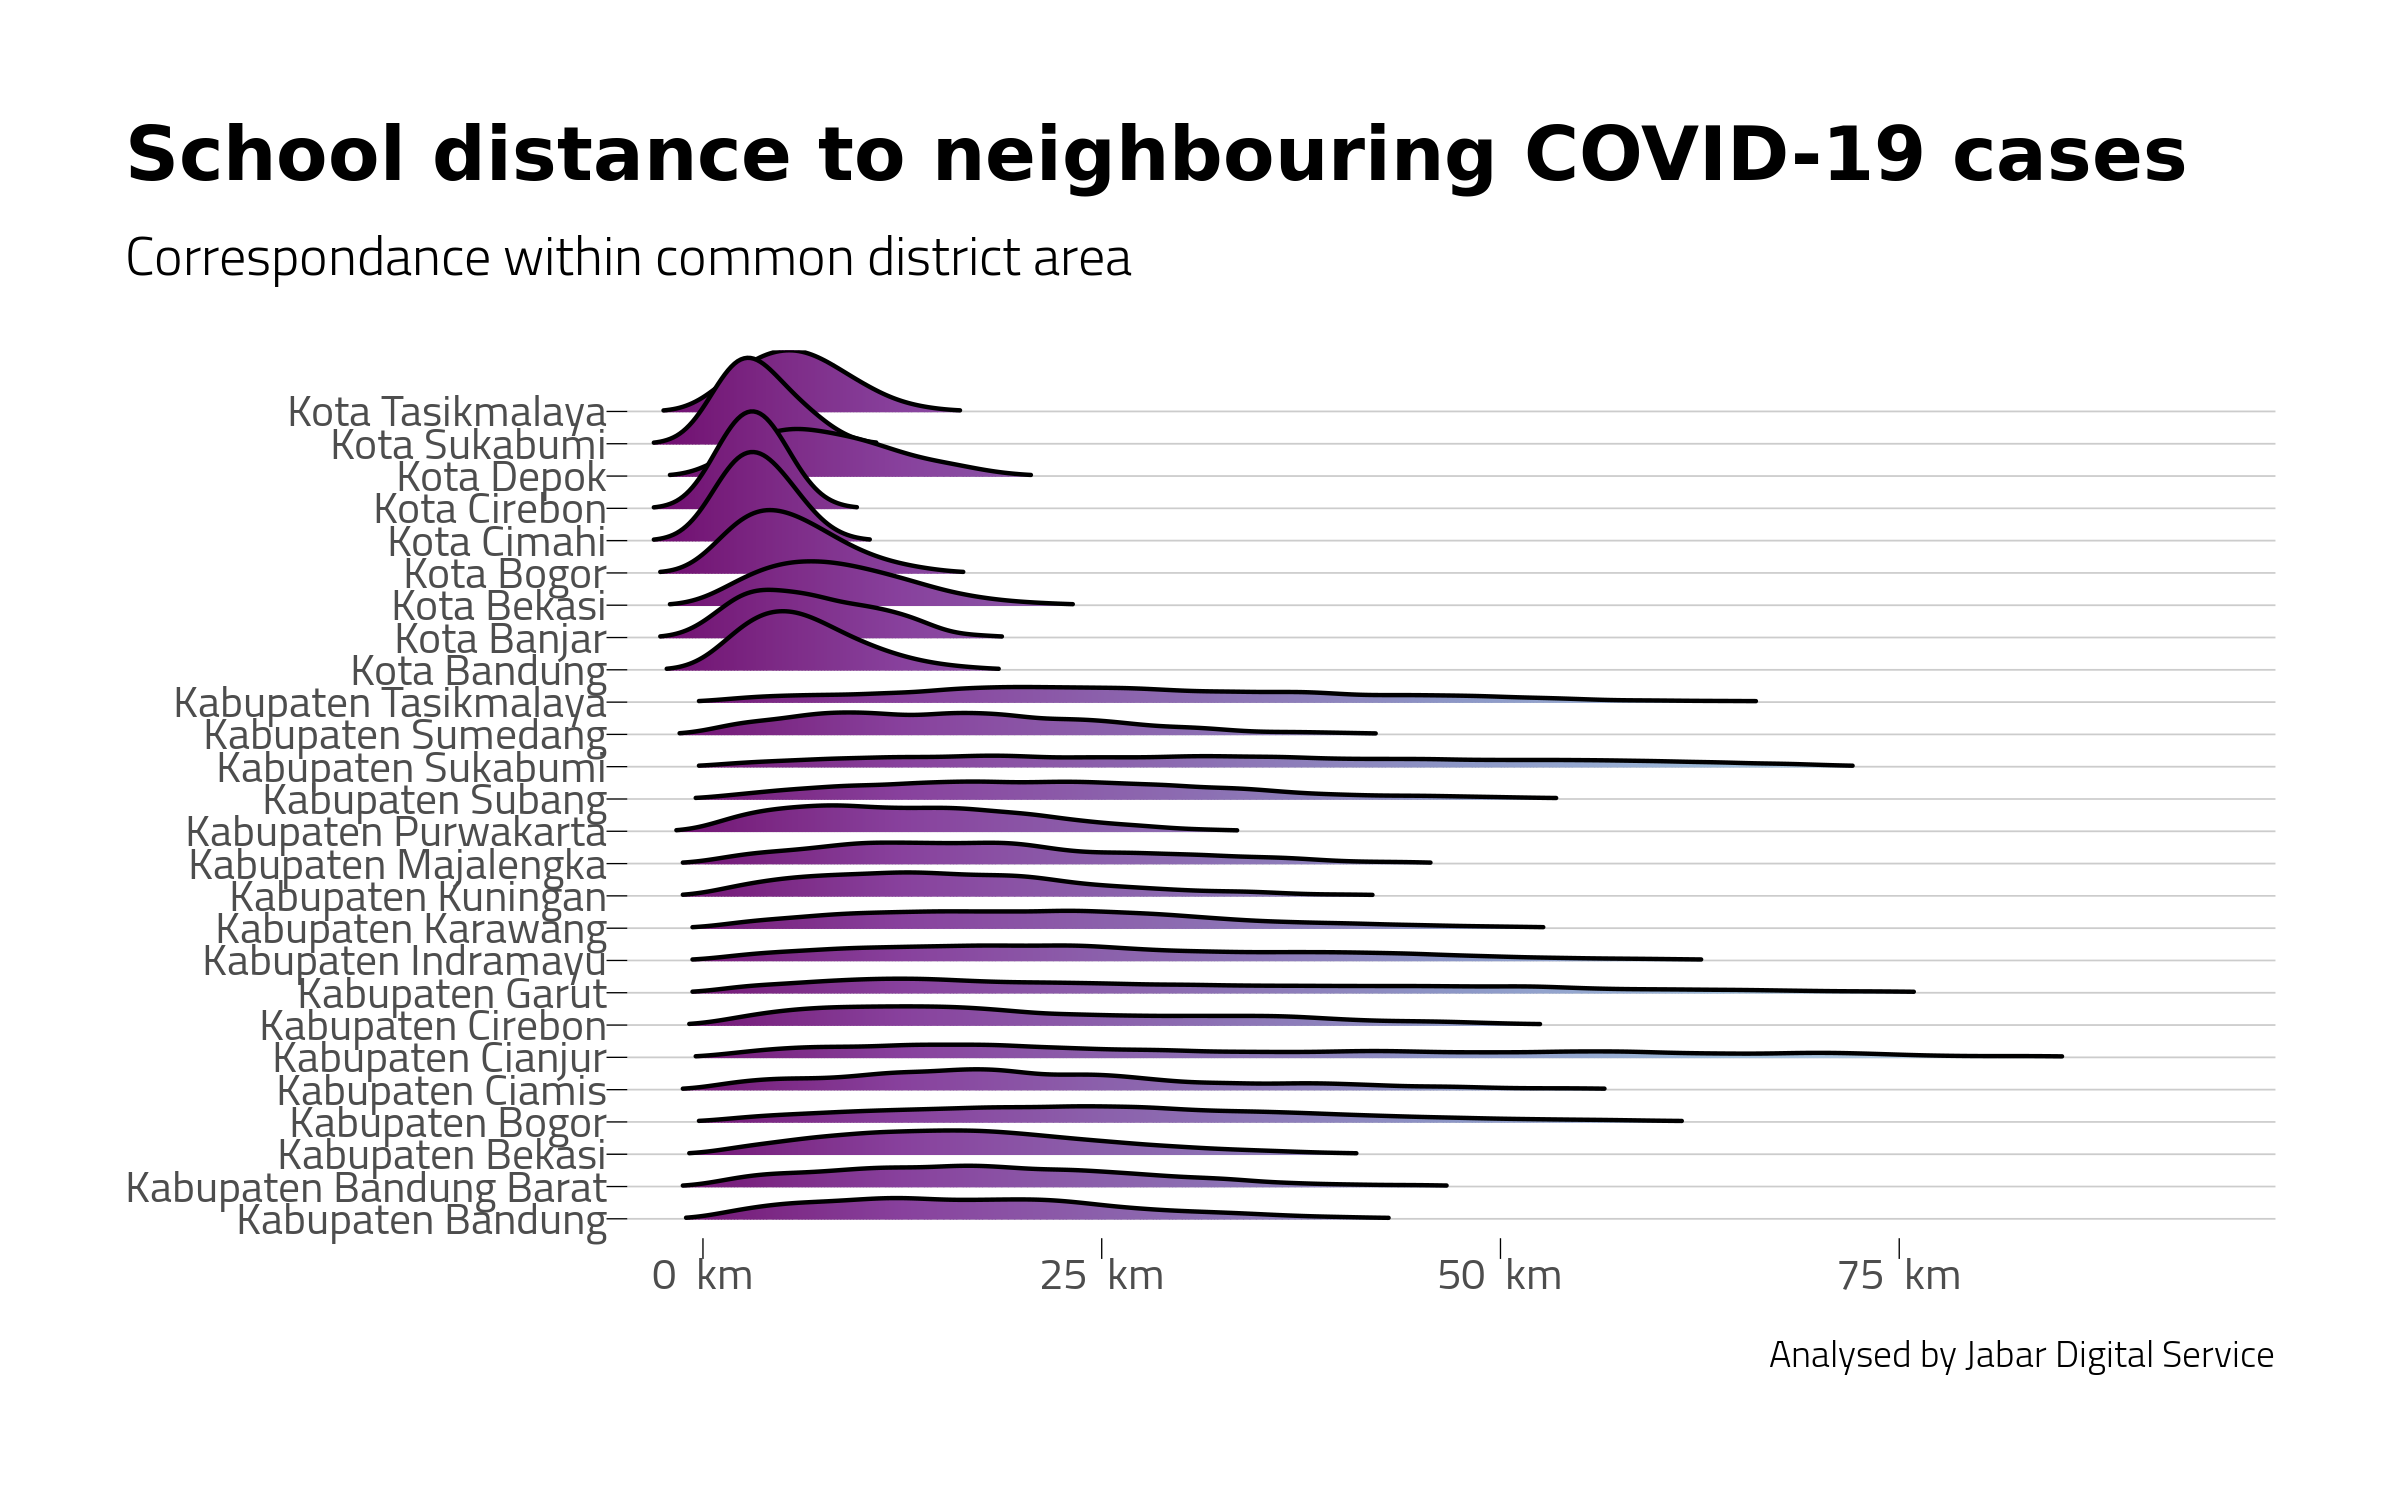 School distance to neighbouring COVID-19 cases
Correspondance within common district area
Kota Tasikmalaya
Kota Sukabumi
Kota Depok
Kota Cirebon
Kota Cimahi
Kota Bogor
Kota Bekasi
Kota Banjar
Kota Bandung
Kabupaten Tasikmalaya
Kabupaten Sumedang
Kabupaten Sukabumi
Kabupaten Subang
Kabupaten Purwakarta
Kabupaten Majalengka
Kabupaten Kuningan
Kabupaten Karawang
Kabupaten Indramayu
Kabupaten Garut
Kabupaten Cirebon
Kabupaten Cianjur
Kabupaten Ciamis
Kabupaten Bogor
Kabupaten Bekasi
Kabupaten Bandung Barat
Kabupaten Bandung
0 km 25 km 50 km 75 km
Analysed by Jabar Digital Service